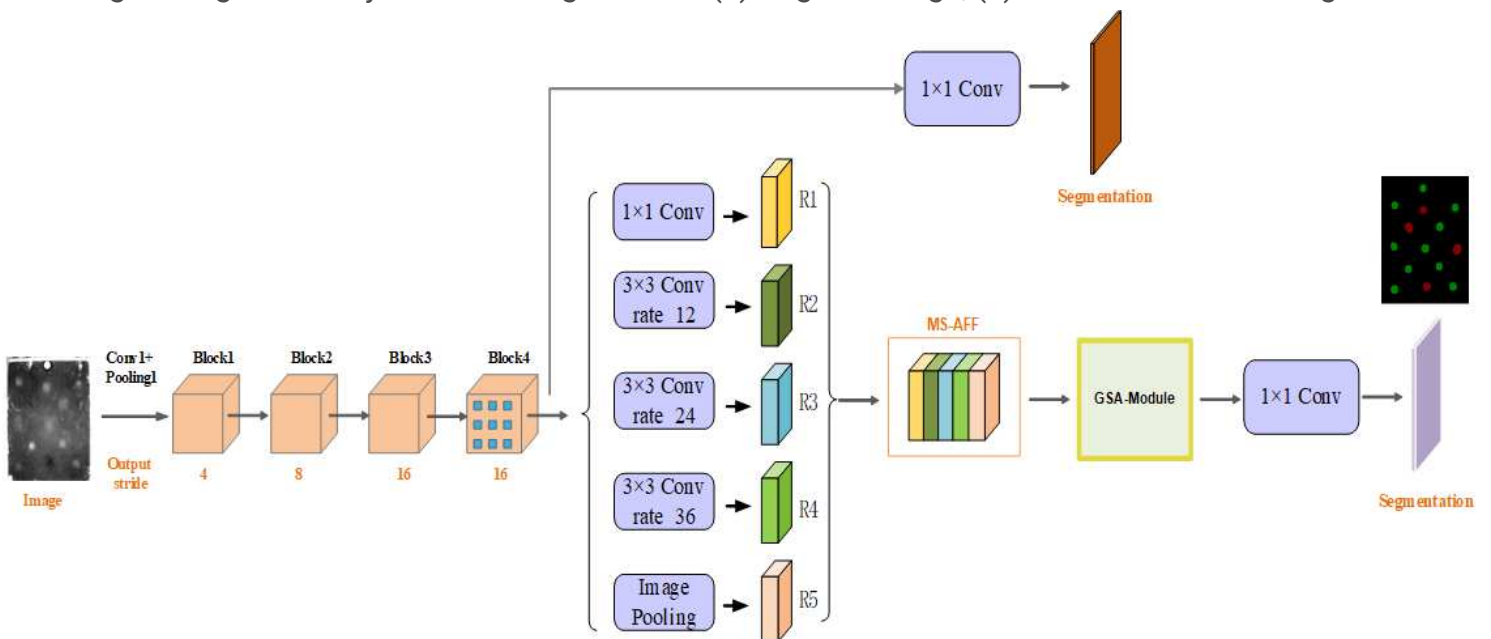 1×1 Conv
Segmentation
1×1 Conv
R1
3×3 Conv
rate 12
R2
3×3 Conv
rate 24
R3
3×3 Conv
rate 36
R4
Image
Pooling
R5
Conv1+
Pooling1
Block1
Block2
Block3
Block4
Output
stride
4
8
16
16
Image
MS-AFF
GSA-Module
1×1 Conv
Segmentation